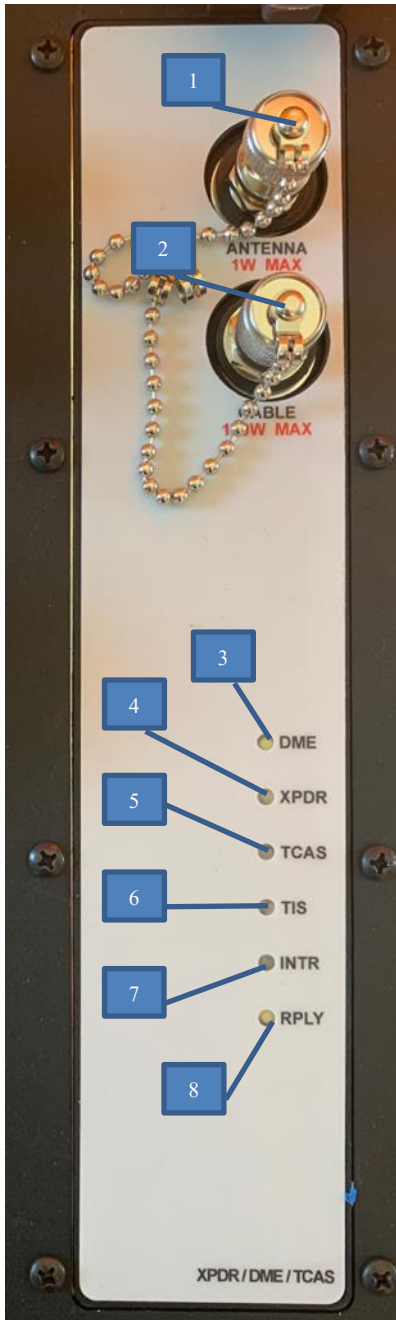 1
2
ANTENNA
1W MAX
CABLE
W MAX
3
4
DME
XPDR
5
TCAS
6
TIS
7
INTR
RPLY
8
XPDR / DME / TCAS